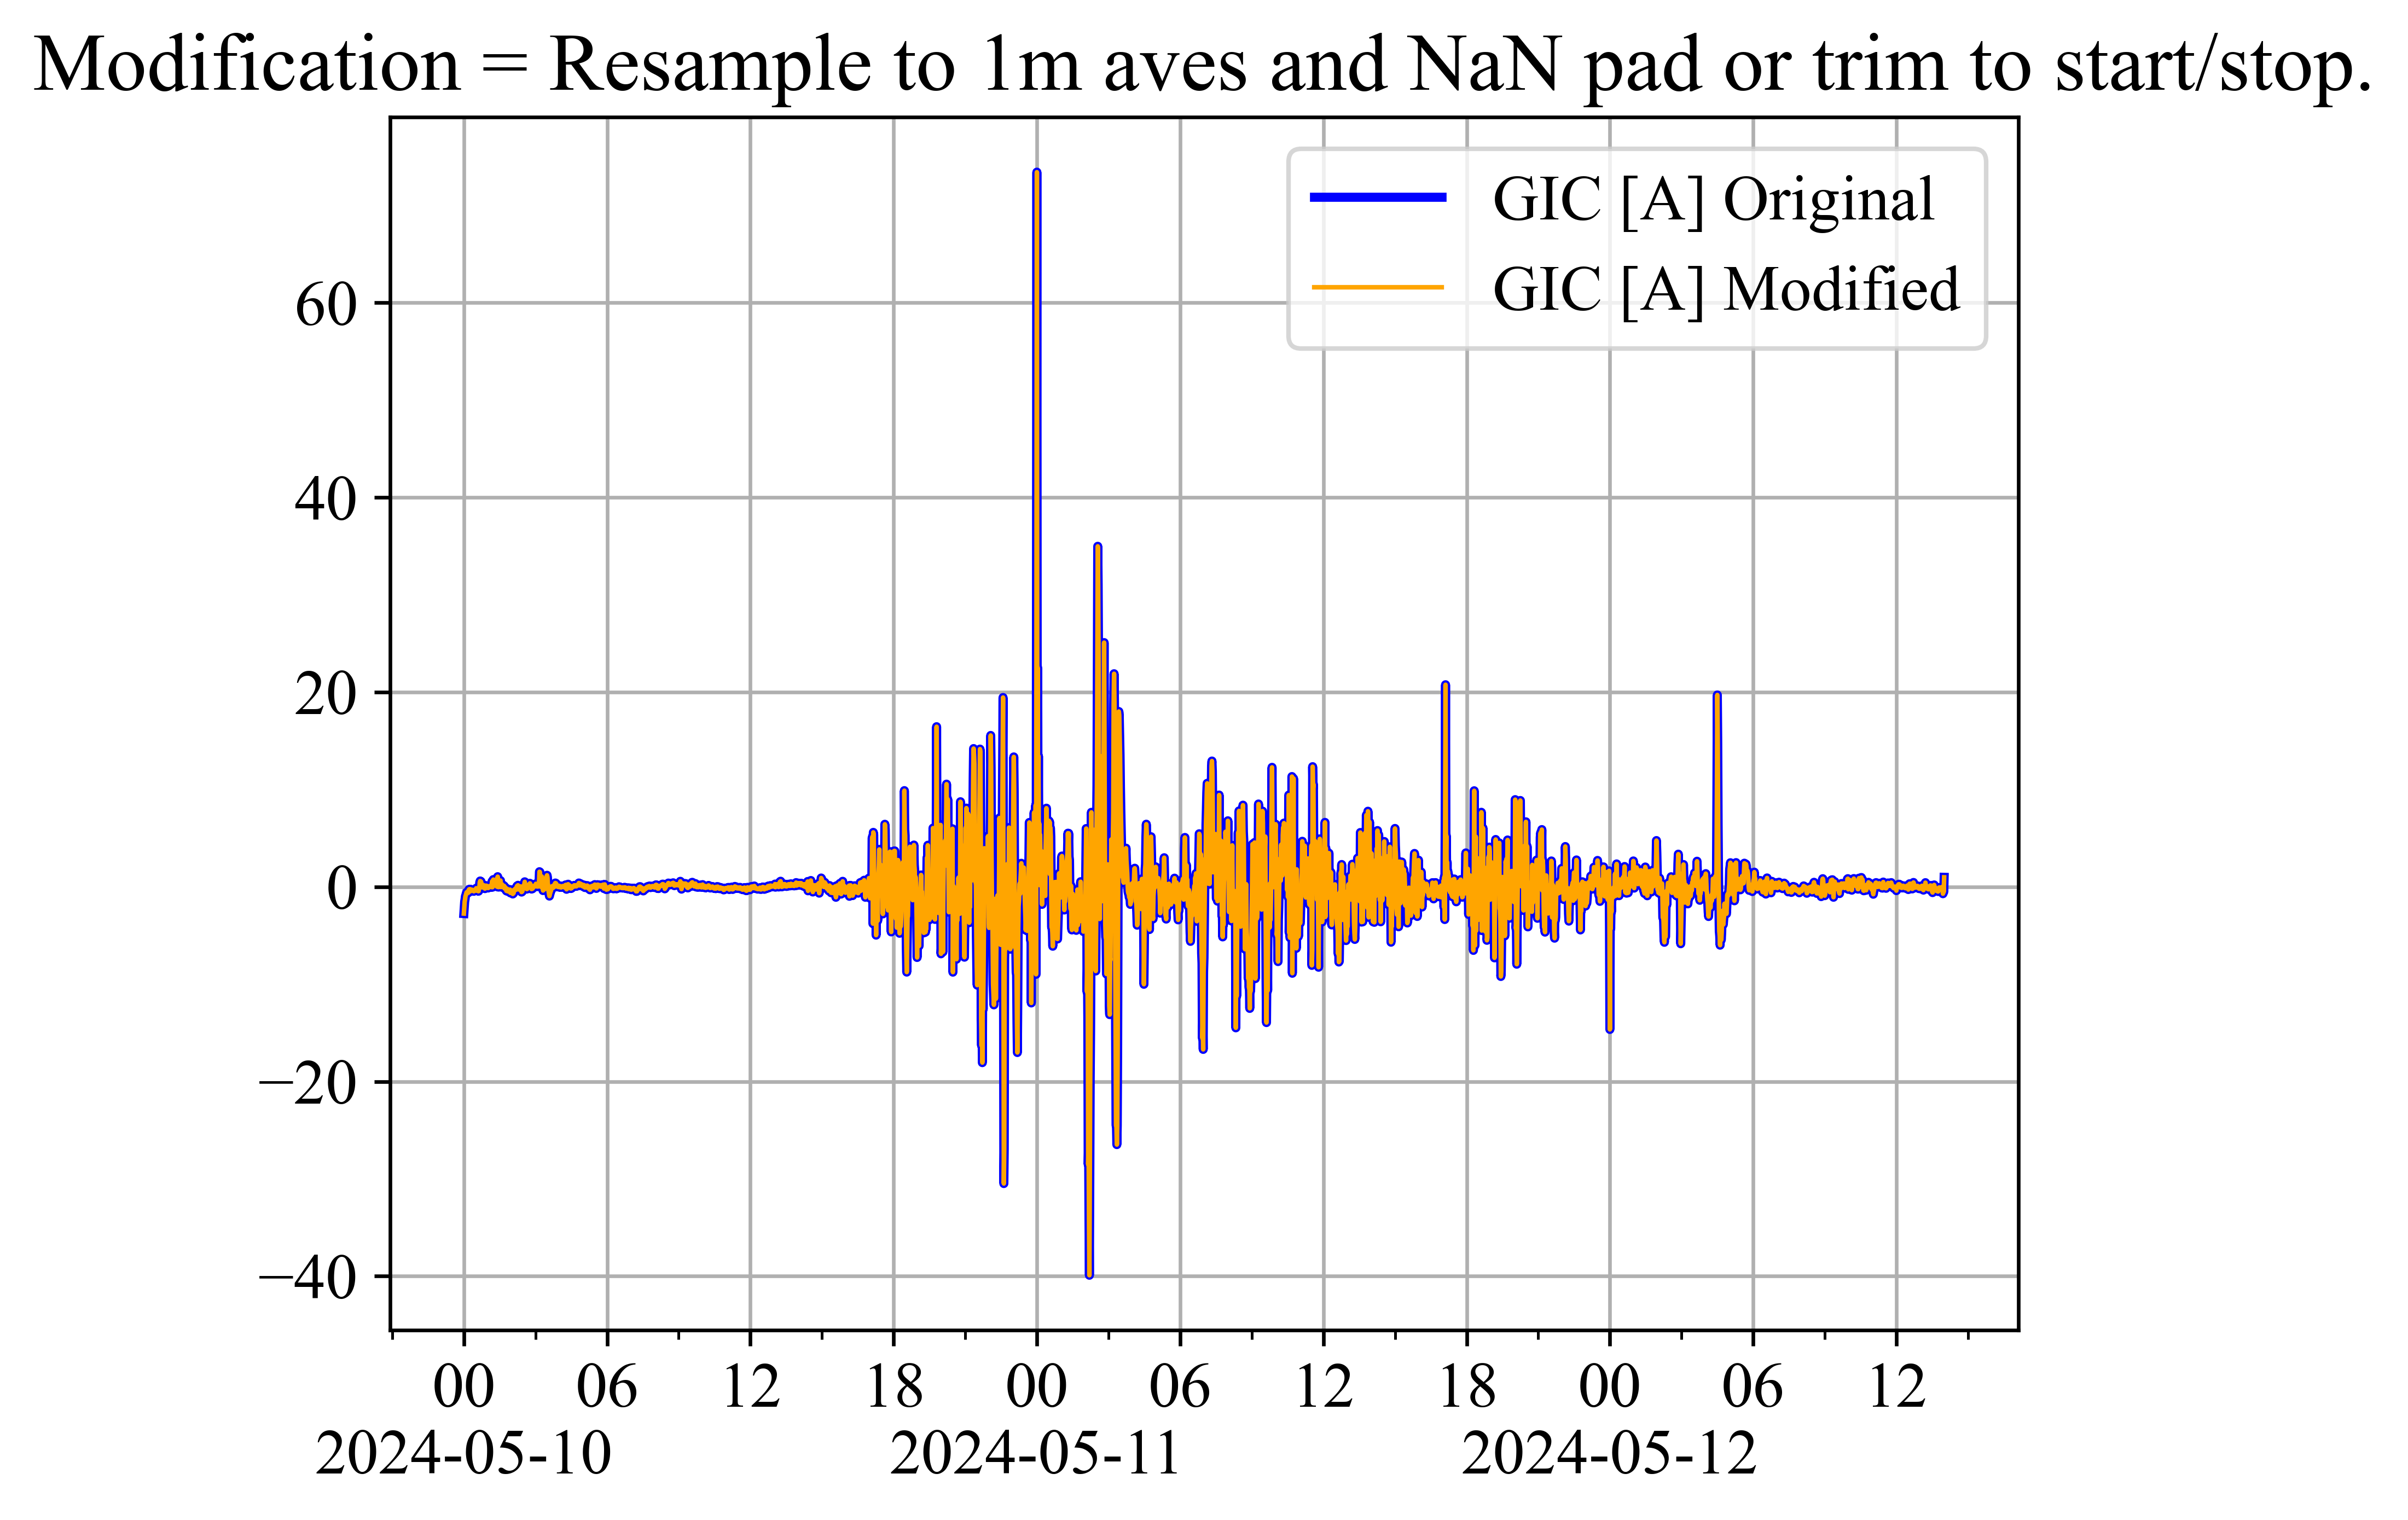 Modification = Resample to 1m aves and NaN pad or trim to start/stop.
GIC [A] Original
GIC [A] Modified
60
40
20
0
−20
−40
00 06 12 18 00 06 12 18 00 06 12
2024-05-10 2024-05-11 2024-05-12